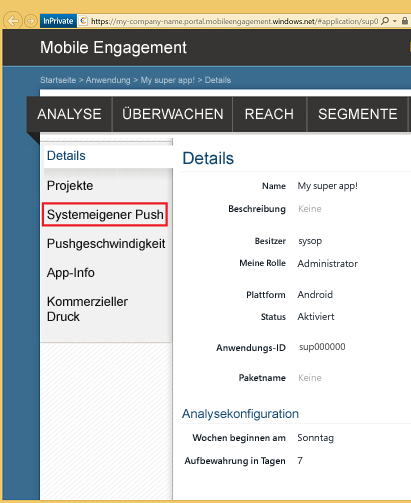 InPrivate https://my-company-name.portal.mobileengagement.windows.net/#application/sup0
Mobile Engagement
Startseite > Anwendung > My super app! > Details
ANALYSE ÜBERWACHEN REACH SEGMENTE
Details
Projekte
Systemeigener Push
Pushgeschwindigkeit
App-Info
Kommerzieller
Druck
Details
Name My super app!
Beschreibung Keine
Besitzer sysop
Meine Rolle Administrator
Plattform Android
Status Aktiviert
Anwendungs-ID sup000000
Paketname Keine
Analysekonfiguration
Wochen beginnen am Sonntag
Aufbewahrung in Tagen 7